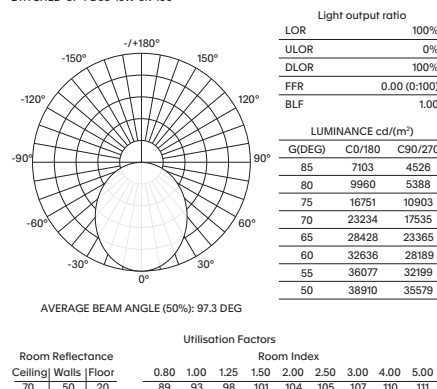 -/+180°
-150° 150°
-120° 120°
-90° 90°
-60° 60°
-30° 30°
0°
AVERAGE BEAM ANGLE (50%): 97.3 DEG
Light output ratio
LOR 100%
ULOR 0%
DLOR 100%
FFR 0.00 (0:100)
BLF 1.00
LUMINANCE cd/(m²)
G(DEG) C0/180 C90/270
85 7103 4526
80 9960 5388
75 16751 10903
70 23234 17535
65 28428 23365
60 32636 28189
55 36077 32199
50 38910 35579
Utilisation Factors
Room Reflectance Room Index
Ceiling Walls Floor 0.80 1.00 1.25 1.50 2.00 2.50 3.00 4.00 5.00
70 50 20 89 93 98 101 104 105 107 110 111